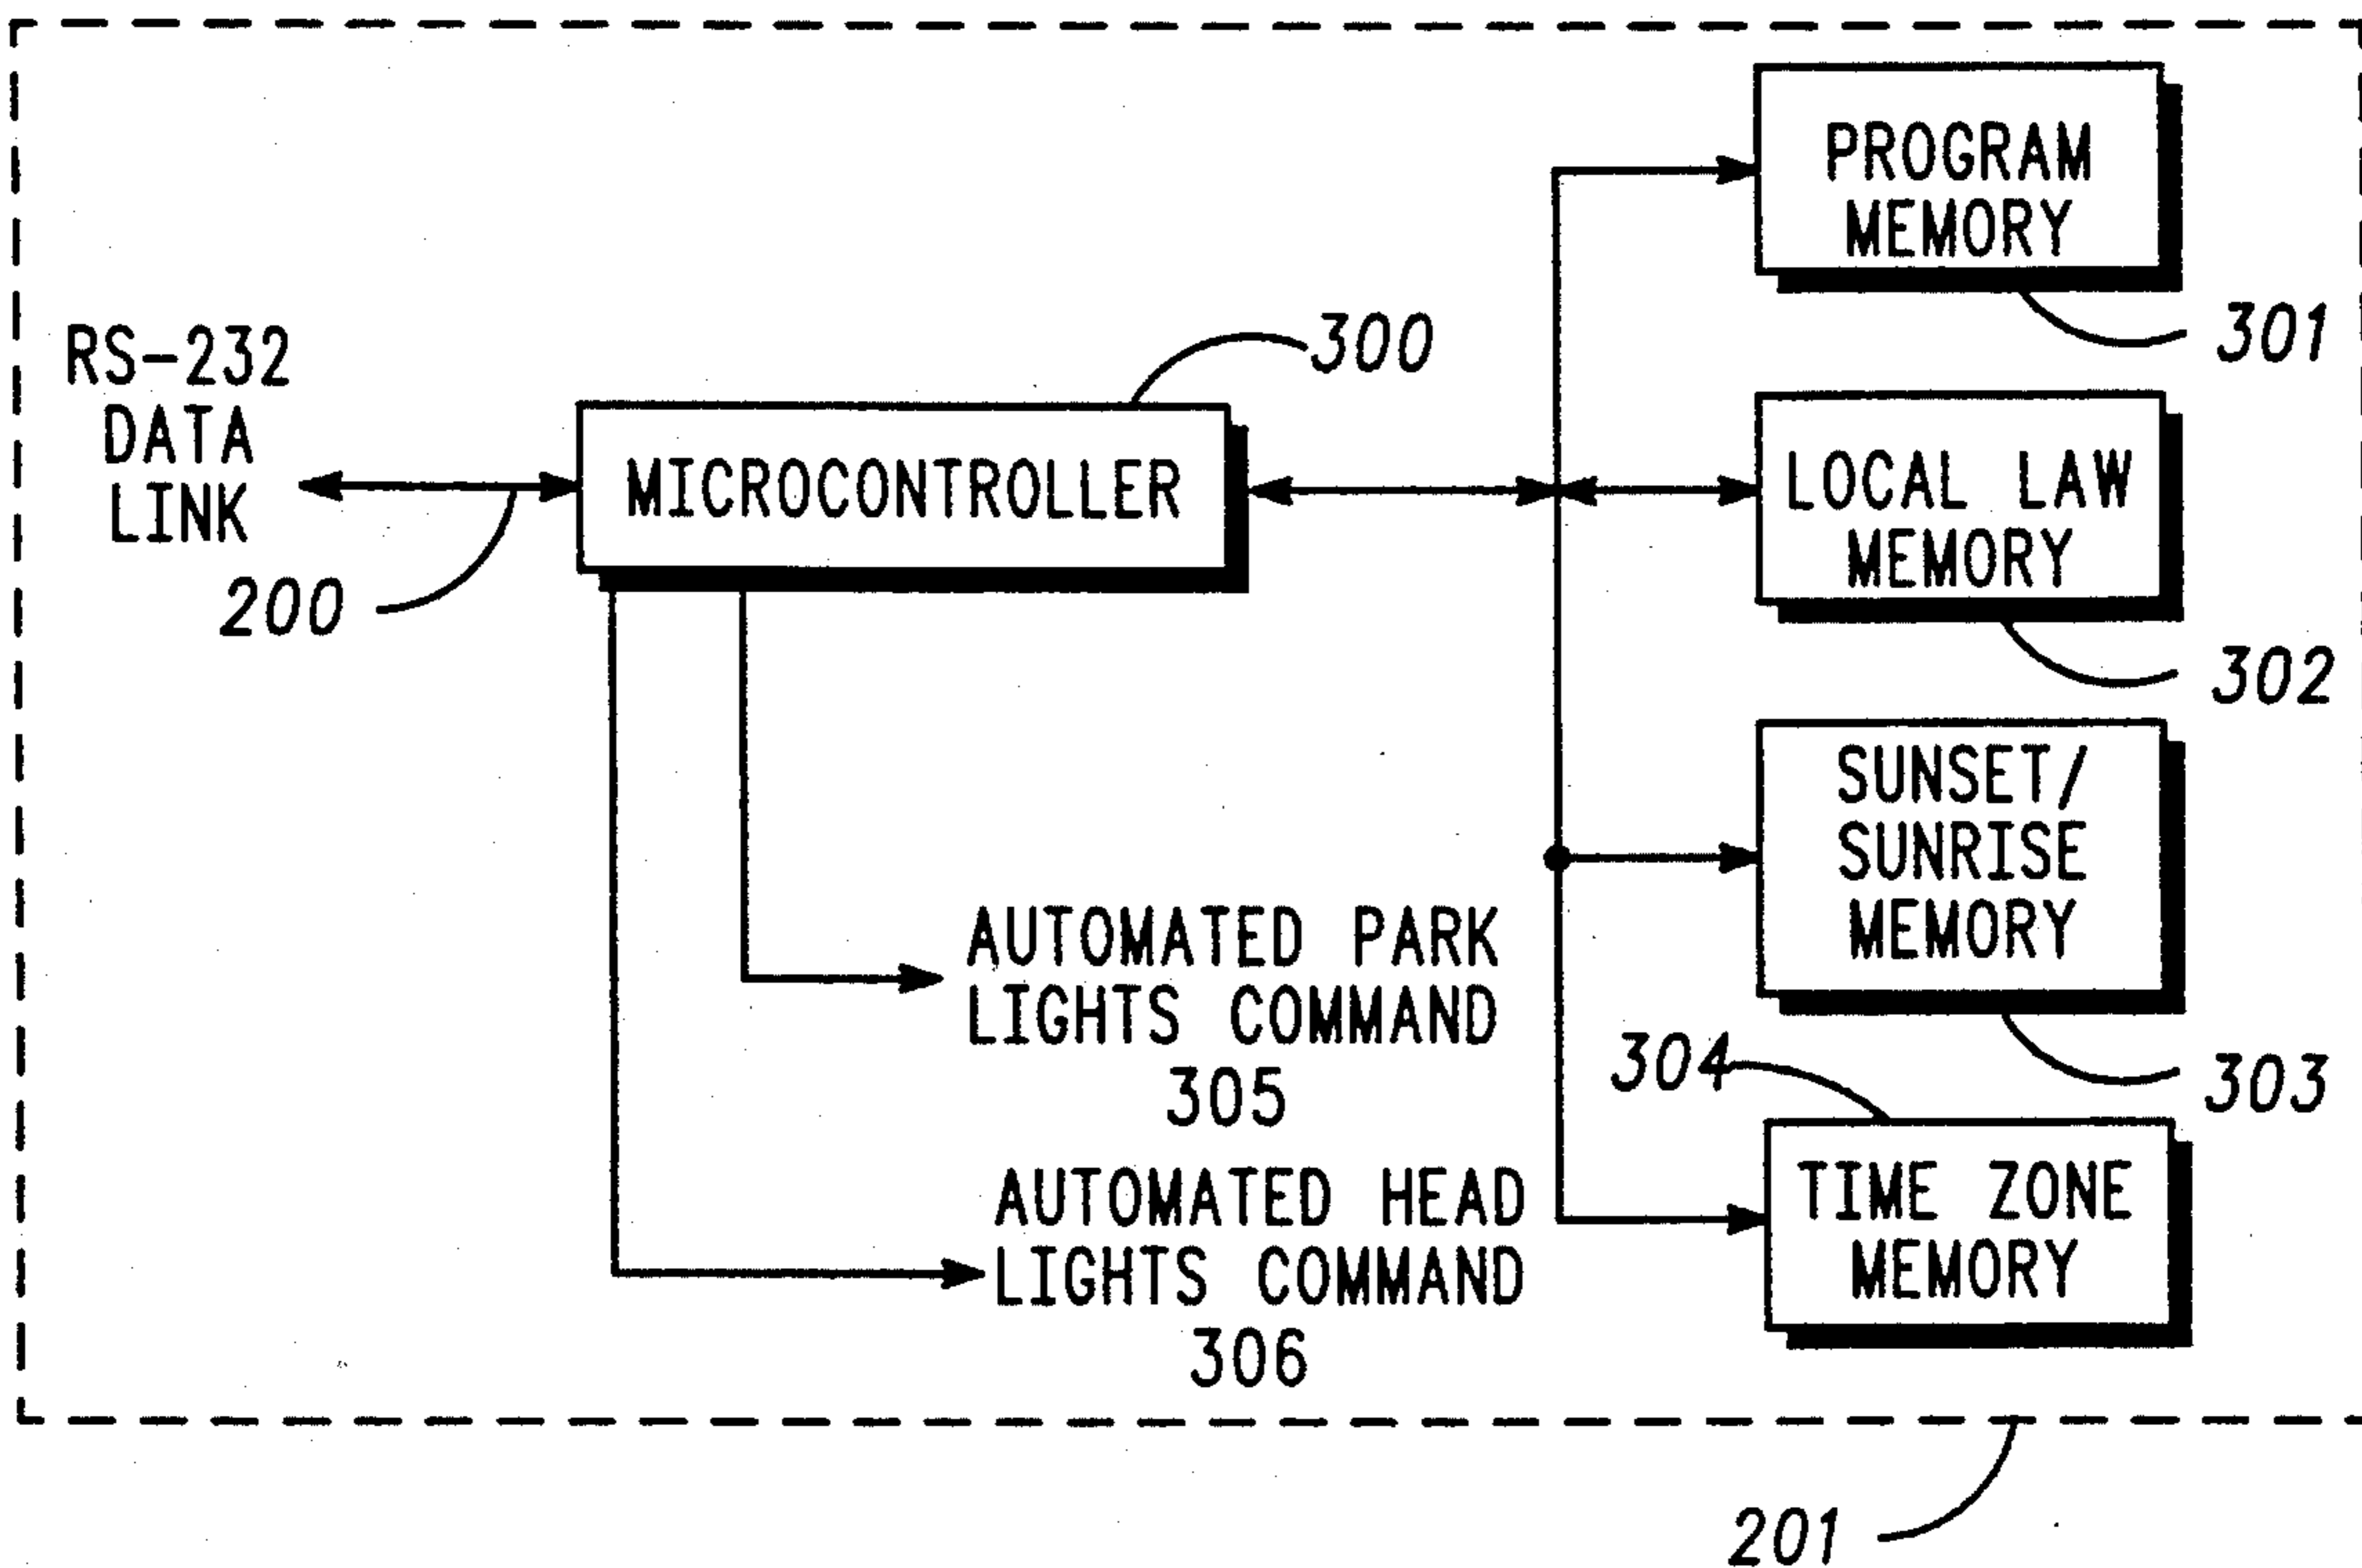 RS-232
DATA
LINK
200
MICROCONTROLLER
300
PROGRAM
MEMORY
301
LOCAL LAW
MEMORY
302
SUNSET/
SUNRISE
MEMORY
303
304
TIME ZONE
MEMORY
AUTOMATED PARK
LIGHTS COMMAND
305
AUTOMATED HEAD
LIGHTS COMMAND
306
201